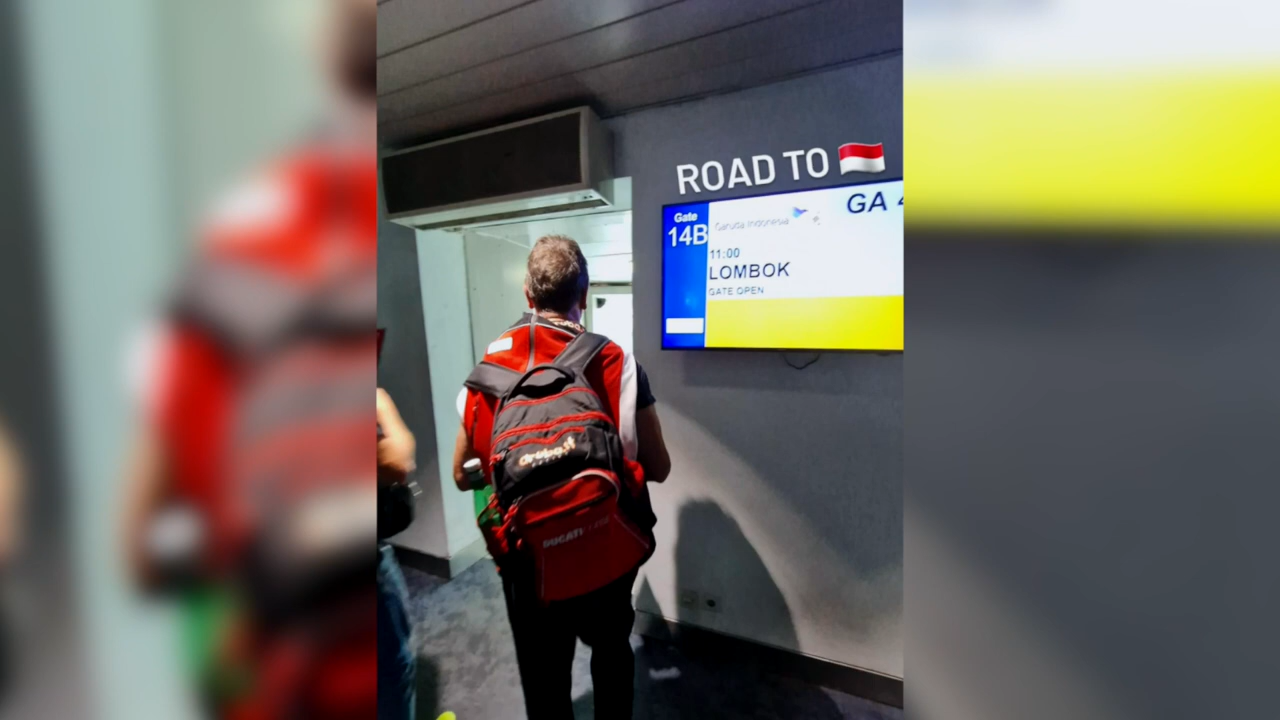 ROAD TO
GA
Gate
14B
Garuda Indonesia
11:00
LOMBOK
GATE OPEN
DUCATI